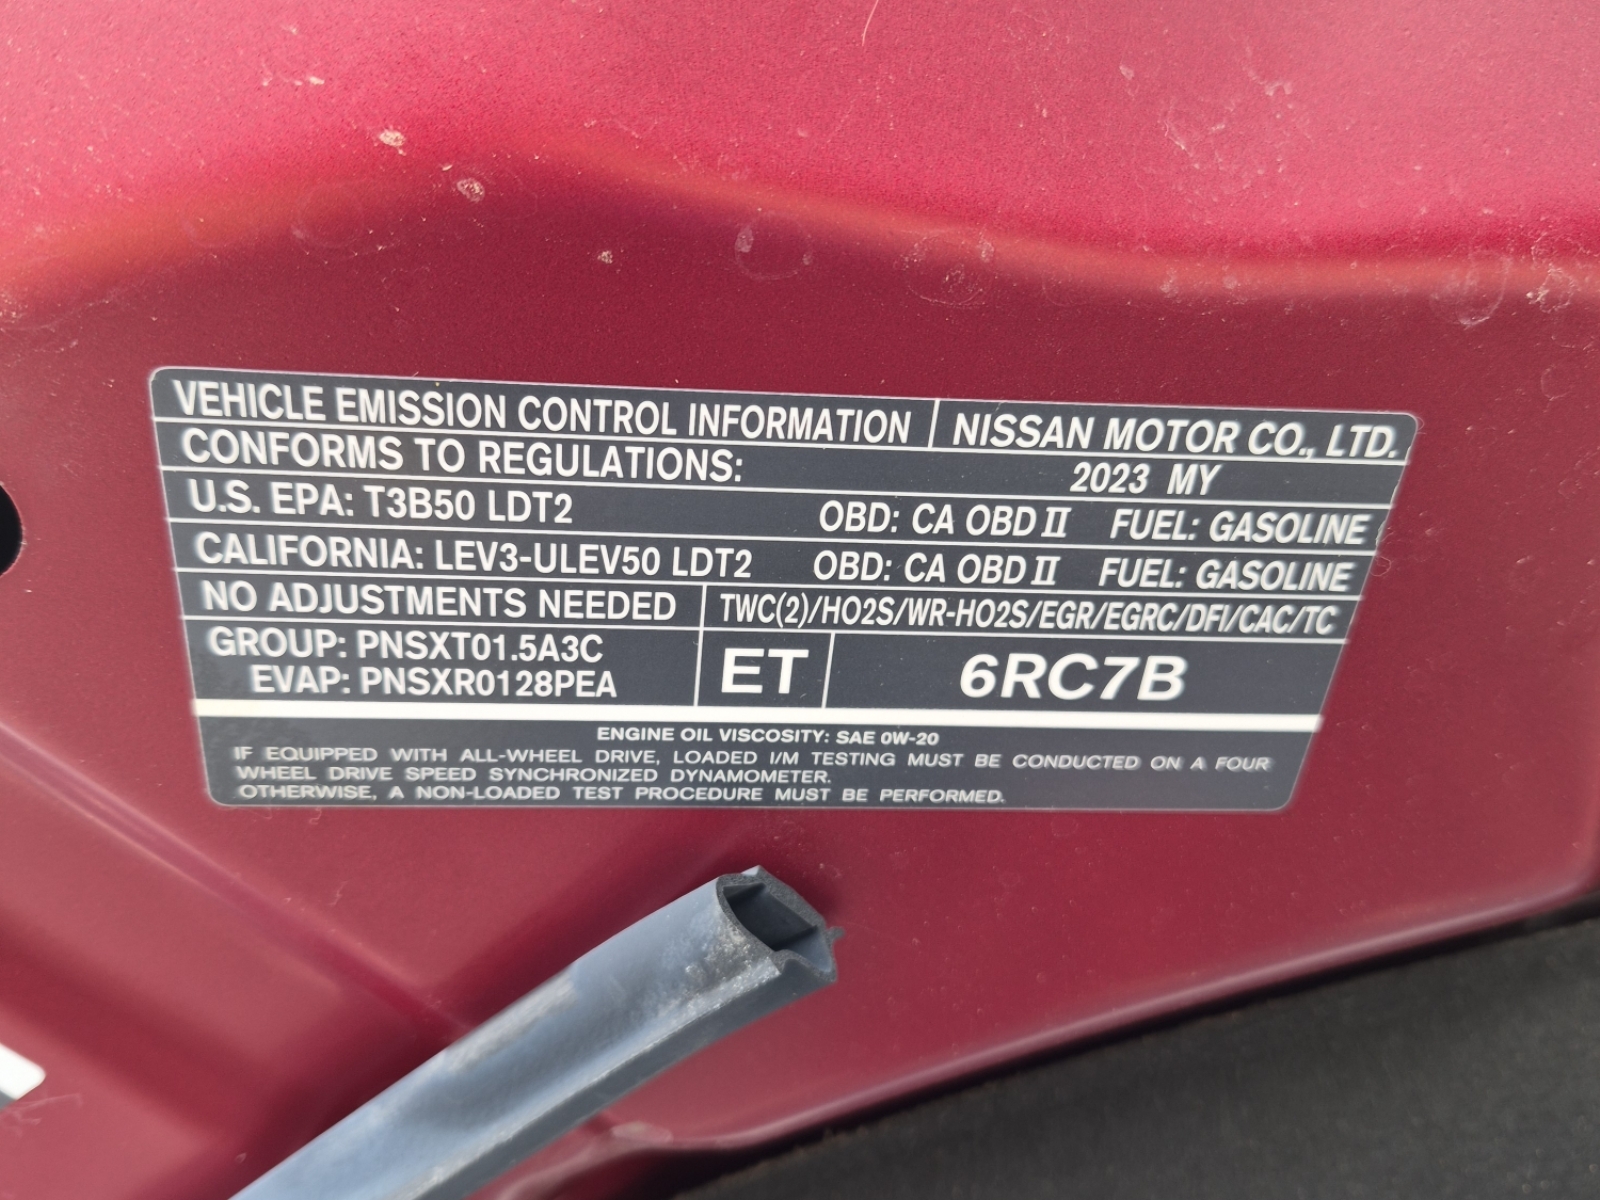 VEHICLE EMISSION CONTROL INFORMATION NISSAN MOTOR CO., LTD.
CONFORMS TO REGULATIONS: 2023 MY
U.S. EPA: T3B50 LDT2 OBD: CA OBD II FUEL: GASOLINE
CALIFORNIA: LEV3-ULEV50 LDT2 OBD: CA OBD II FUEL: GASOLINE
NO ADJUSTMENTS NEEDED TWC(2)/HO2S/WR-HO2S/EGR/EGRC/DFI/CAC/TC
GROUP: PNSXT01.5A3C
EVAP: PNSXR0128PEA
ET 6RC7B
ENGINE OIL VISCOSITY: SAE 0W-20
IF EQUIPPED WITH ALL-WHEEL DRIVE, LOADED I/M TESTING MUST BE CONDUCTED ON A FOUR
WHEEL DRIVE SPEED SYNCHRONIZED DYNAMOMETER.
OTHERWISE, A NON-LOADED TEST PROCEDURE MUST BE PERFORMED.